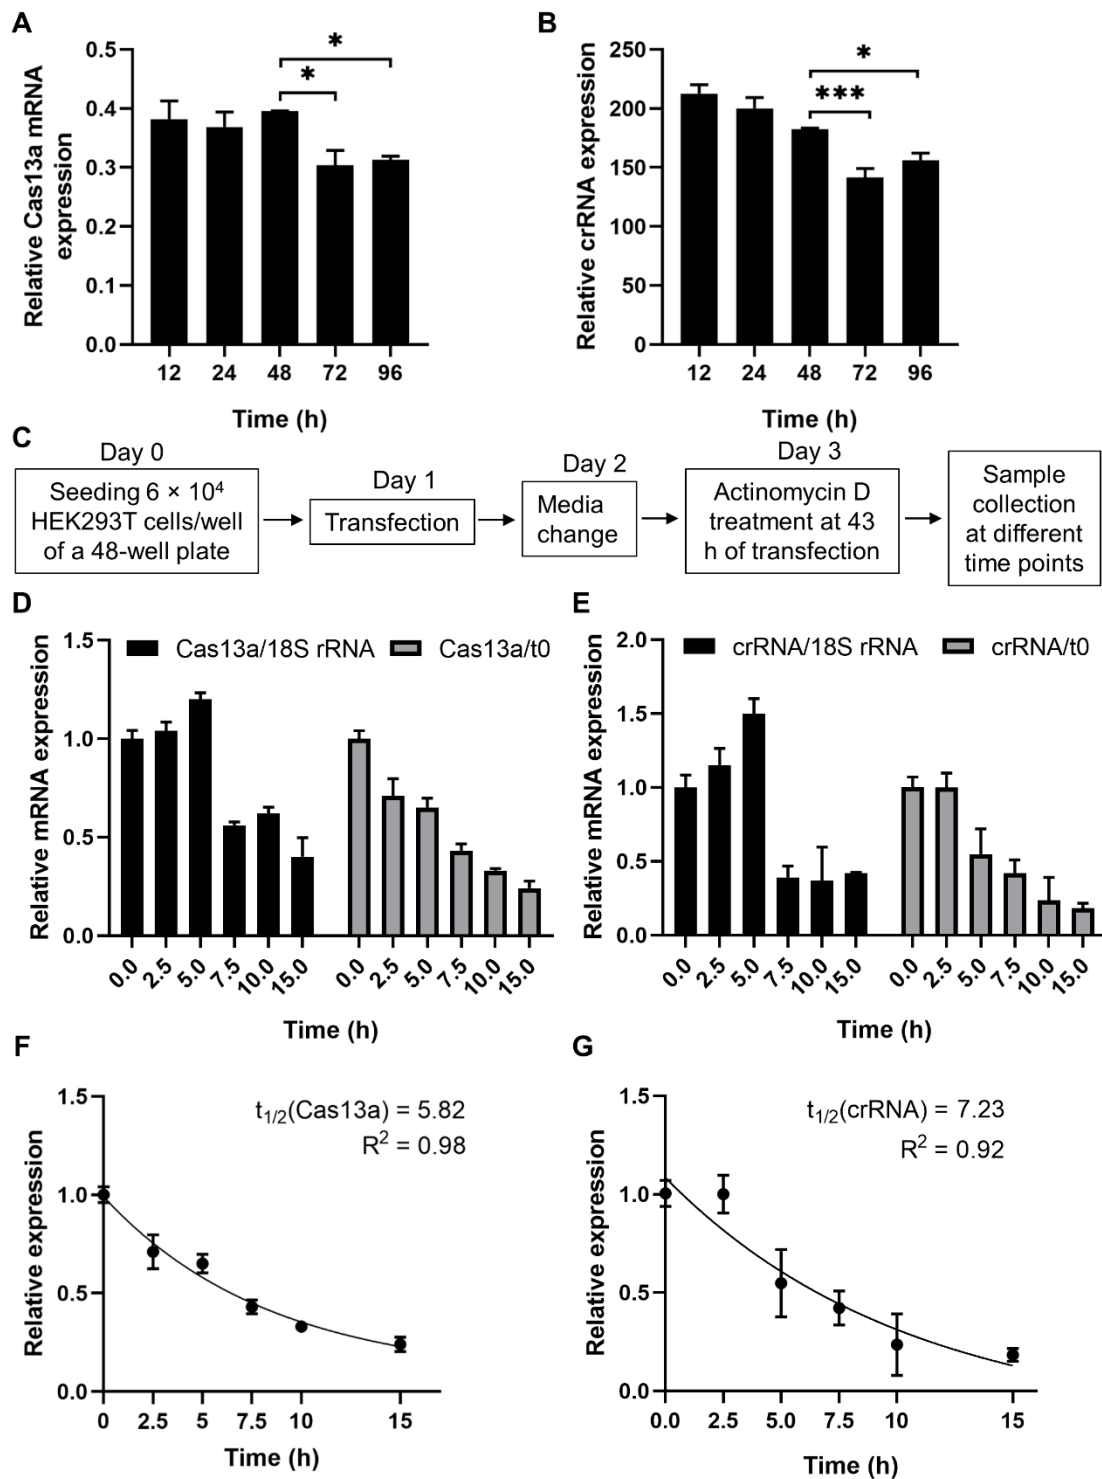 A
Relative Cas13a mRNA
expression
0.5
0.4
0.3
0.2
0.1
0.0
*
*
12 24 48 72 96
Time (h)
B
Relative crRNA expression
250
200
150
100
50
0
*
***
12 24 48 72 96
Time (h)
C
Day 0
Seeding 6 × 10⁴
HEK293T cells/well
of a 48-well plate
Day 1
Transfection
Day 2
Media
change
Day 3
Actinomycin D
treatment at 43
h of transfection
Sample
collection
at different
time points
D
Relative mRNA expression
1.5
1.0
0.5
0.0
Cas13a/18S rRNA Cas13a/t0
0.0 2.5 5.0 7.5 10.0 15.0 0.0 2.5 5.0 7.5 10.0 15.0
Time (h)
E
Relative mRNA expression
2.0
1.5
1.0
0.5
0.0
crRNA/18S rRNA crRNA/t0
0.0 2.5 5.0 7.5 10.0 15.0 0.0 2.5 5.0 7.5 10.0 15.0
Time (h)
F
Relative expression
1.5
1.0
0.5
0.0
t₁/₂(Cas13a) = 5.82
R² = 0.98
0 2.5 5 7.5 10 15
Time (h)
G
Relative expression
1.5
1.0
0.5
0.0
t₁/₂(crRNA) = 7.23
R² = 0.92
0.0 2.5 5.0 7.5 10 15
Time (h)